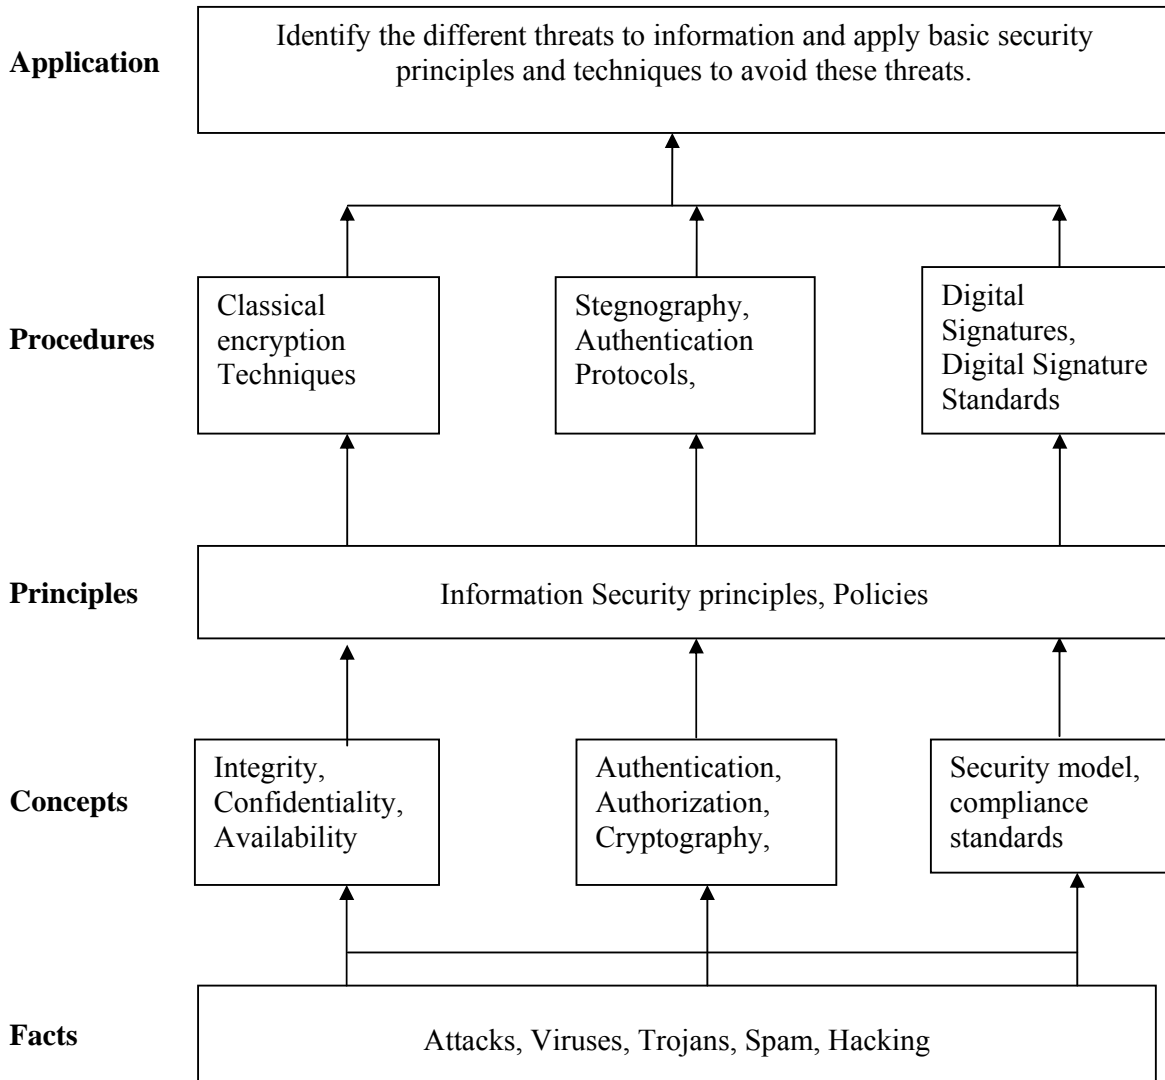 Application
Identify the different threats to information and apply basic security
principles and techniques to avoid these threats.
Procedures
Classical
encryption
Techniques
Stegnography,
Authentication
Protocols,
Digital
Signatures,
Digital Signature
Standards
Principles
Information Security principles, Policies
Concepts
Integrity,
Confidentiality,
Availability
Authentication,
Authorization,
Cryptography,
Security model,
compliance
standards
Facts
Attacks, Viruses, Trojans, Spam, Hacking